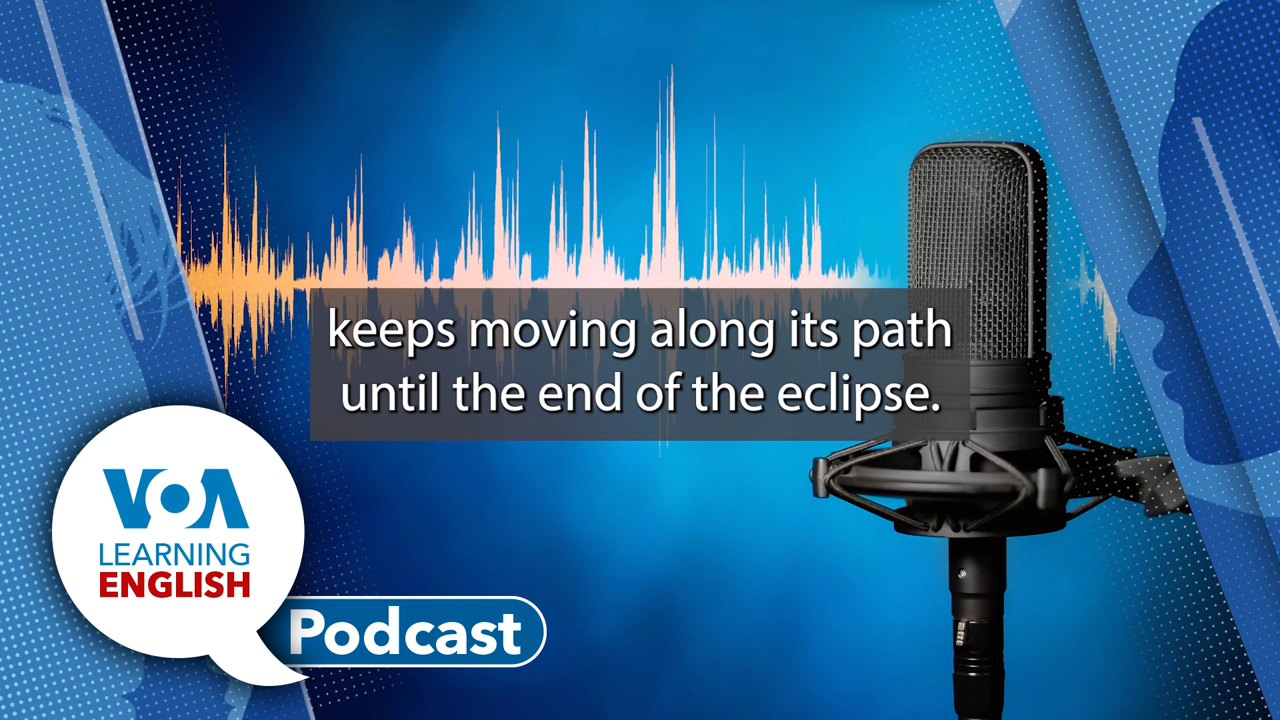 keeps moving along its path
until the end of the eclipse.
VOA
LEARNING
ENGLISH
Podcast